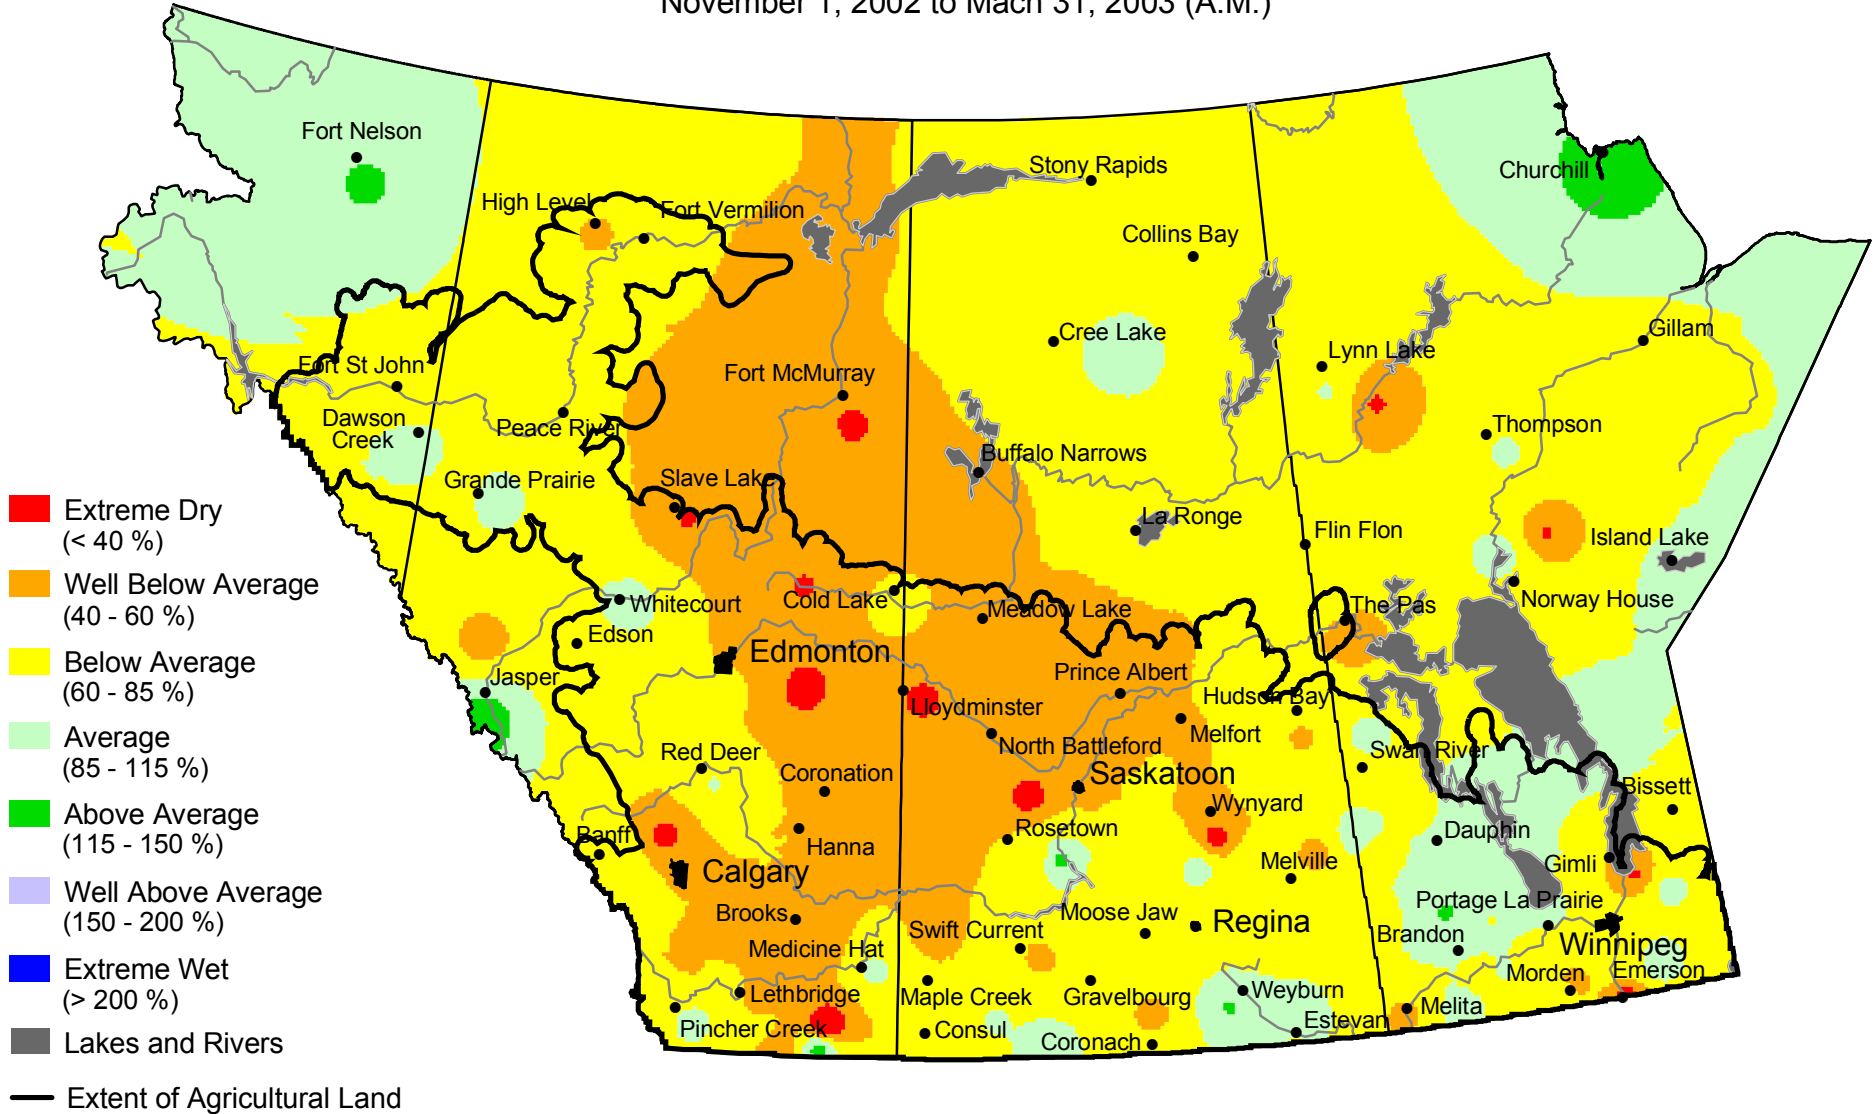 November 1, 2002 to Mach 31, 2003 (A.M.)
Fort Nelson
Churchill
Stony Rapids
High Level
Fort Vermilion
Collins Bay
Gillam
Cree Lake
Lynn Lake
Fort St John
Fort McMurray
Dawson
Creek
Peace River
Thompson
Buffalo Narrows
Grande Prairie
Slave Lake
La Ronge
Flin Flon
Island Lake
Whitecourt
Cold Lake
Meadow Lake
The Pas
Norway House
Edson
Edmonton
Jasper
Prince Albert
Hudson Bay
Lloydminster
Melfort
North Battleford
Swan River
Red Deer
Coronation
Saskatoon
Bissett
Wynyard
Banff
Hanna
Rosetown
Dauphin
Calgary
Melville
Gimli
Portage La Prairie
Brooks
Moose Jaw
Regina
Swift Current
Brandon
Winnipeg
Medicine Hat
Morden
Emerson
Lethbridge
Maple Creek
Gravelbourg
Weyburn
Melita
Pincher Creek
Consul
Coronach
Estevan
Extreme Dry
(< 40 %)
Well Below Average
(40 - 60 %)
Below Average
(60 - 85 %)
Average
(85 - 115 %)
Above Average
(115 - 150 %)
Well Above Average
(150 - 200 %)
Extreme Wet
(> 200 %)
Lakes and Rivers
Extent of Agricultural Land